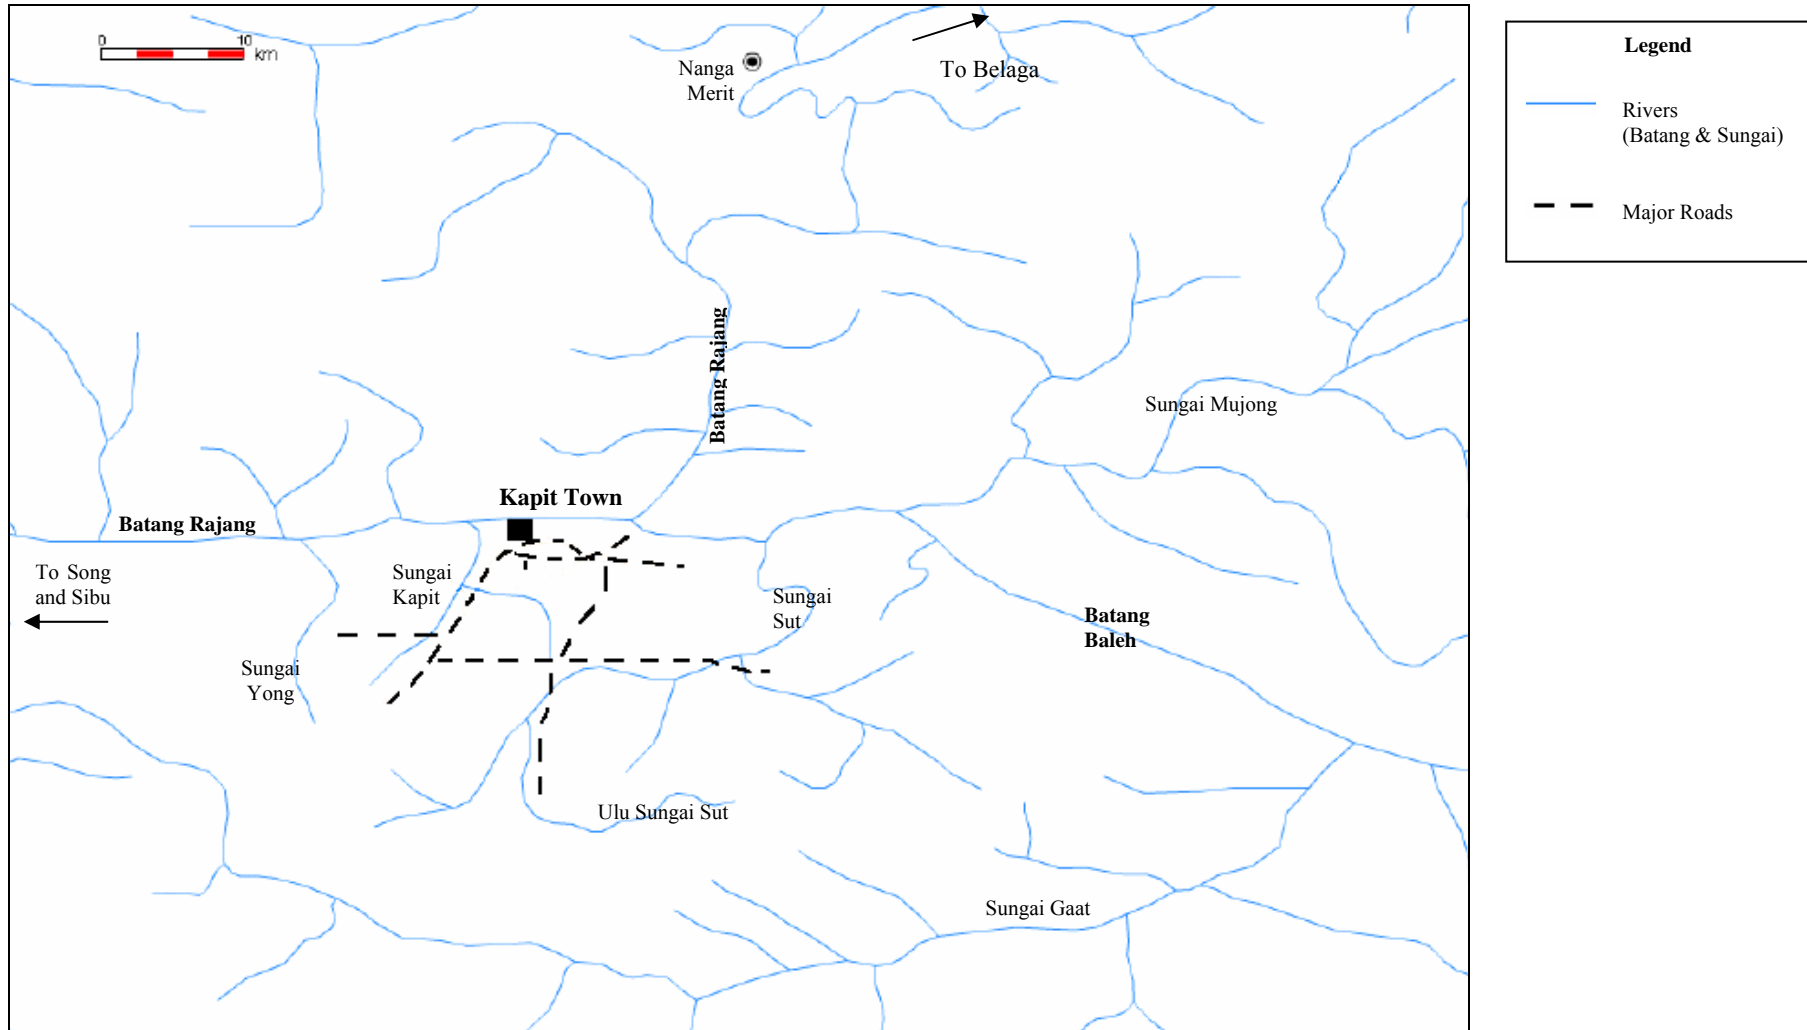 0 10
km
Nanga
Merit
To Belaga
Legend
Rivers
(Batang & Sungai)
Major Roads
Batang Rajang
Sungai Mujong
Kapit Town
Batang Rajang
To Song
and Sibu
Sungai
Kapit
Sungai
Sut
Batang
Baleh
Sungai
Yong
Ulu Sungai Sut
Sungai Gaat